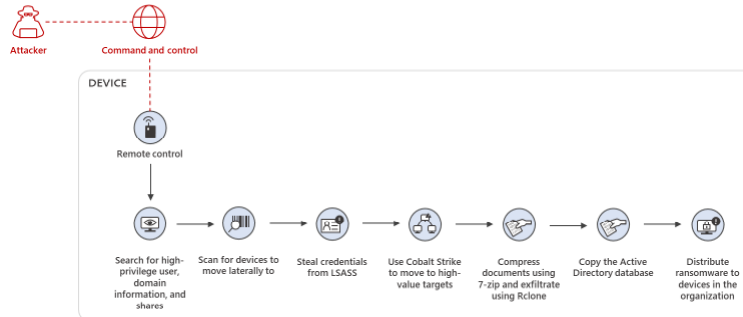 Attacker
Command and control
DEVICE
Remote control
Search for high-
privilege user,
domain
information, and
shares
Scan for devices to
move laterally to
Steal credentials
from LSASS
Use Cobalt Strike
to move to high-
value targets
Compress
documents using
7-zip and exfiltrate
using Rclone
Copy the Active
Directory database
Distribute
ransomware to
devices in the
organization